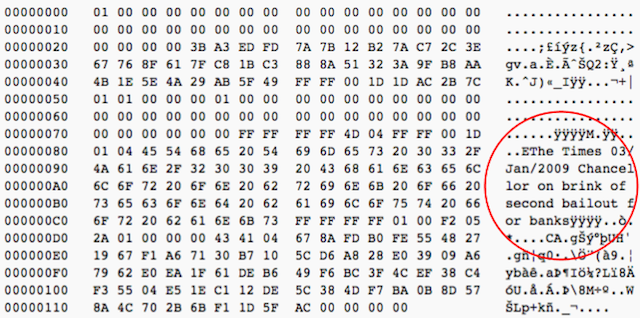 00000000 01 00 00 00 00 00 00 00 00 00 00 00 00 00 00 00 ................
00000010 00 00 00 00 00 00 00 00 00 00 00 00 00 00 00 00 ................
00000020 00 00 00 00 3B A3 ED FD 7A 7B 12 B2 7A C7 2C 3E ....;£íýz{.²zÇ,>
00000030 67 76 8F 61 7F C8 1B C3 88 8A 51 32 3A 9F B8 AA gv.a.È.ÃˆŠQ2:Ÿ¸ª
00000040 4B 1E 5E 4A 29 AB 5F 49 FF FF 00 1D 1D AC 2B 7C K.^J)«_Iÿÿ...¬+|
00000050 01 01 00 00 00 01 00 00 00 00 00 00 00 00 00 00 ................
00000060 00 00 00 00 00 00 00 00 00 00 00 00 00 00 00 00 ................
00000070 00 00 00 00 00 00 FF FF FF FF 4D 04 FF FF 00 1D ......ÿÿÿÿM.ÿÿ..
00000080 01 04 45 54 68 65 20 54 69 6D 65 73 20 30 33 2F ..EThe Times 03/
00000090 4A 61 6E 2F 32 30 30 39 20 43 68 61 6E 63 65 6C Jan/2009 Chancel
000000A0 6C 6F 72 20 6F 6E 20 62 72 69 6E 6B 20 6F 66 20 lor on brink of
000000B0 73 65 63 6F 6E 64 20 62 61 69 6C 6F 75 74 20 66 second bailout f
000000C0 6F 72 20 62 61 6E 6B 73 FF FF FF FF 01 00 F2 05 or banksÿÿÿÿ..ò.
000000D0 2A 01 00 00 00 43 41 04 67 8A FD B0 FE 55 48 27 *....CA.gŠý°þUH'
000000E0 19 67 F1 A6 71 30 B7 10 5C D6 A8 28 E0 39 09 A6 .gñ¦q0·.\Ö¨(à9.¦
000000F0 79 62 E0 EA 1F 61 DE B6 49 F6 BC 3F 4C EF 38 C4 ybàê.aÞ¶Iö¼?Lï8Ä
00000100 F3 55 04 E5 1E C1 12 DE 5C 38 4D F7 BA 0B 8D 57 óU.å.Á.Þ\8M÷º..W
00000110 8A 4C 70 2B 6B F1 1D 5F AC 00 00 00 00 ŠLp+kñ._¬....